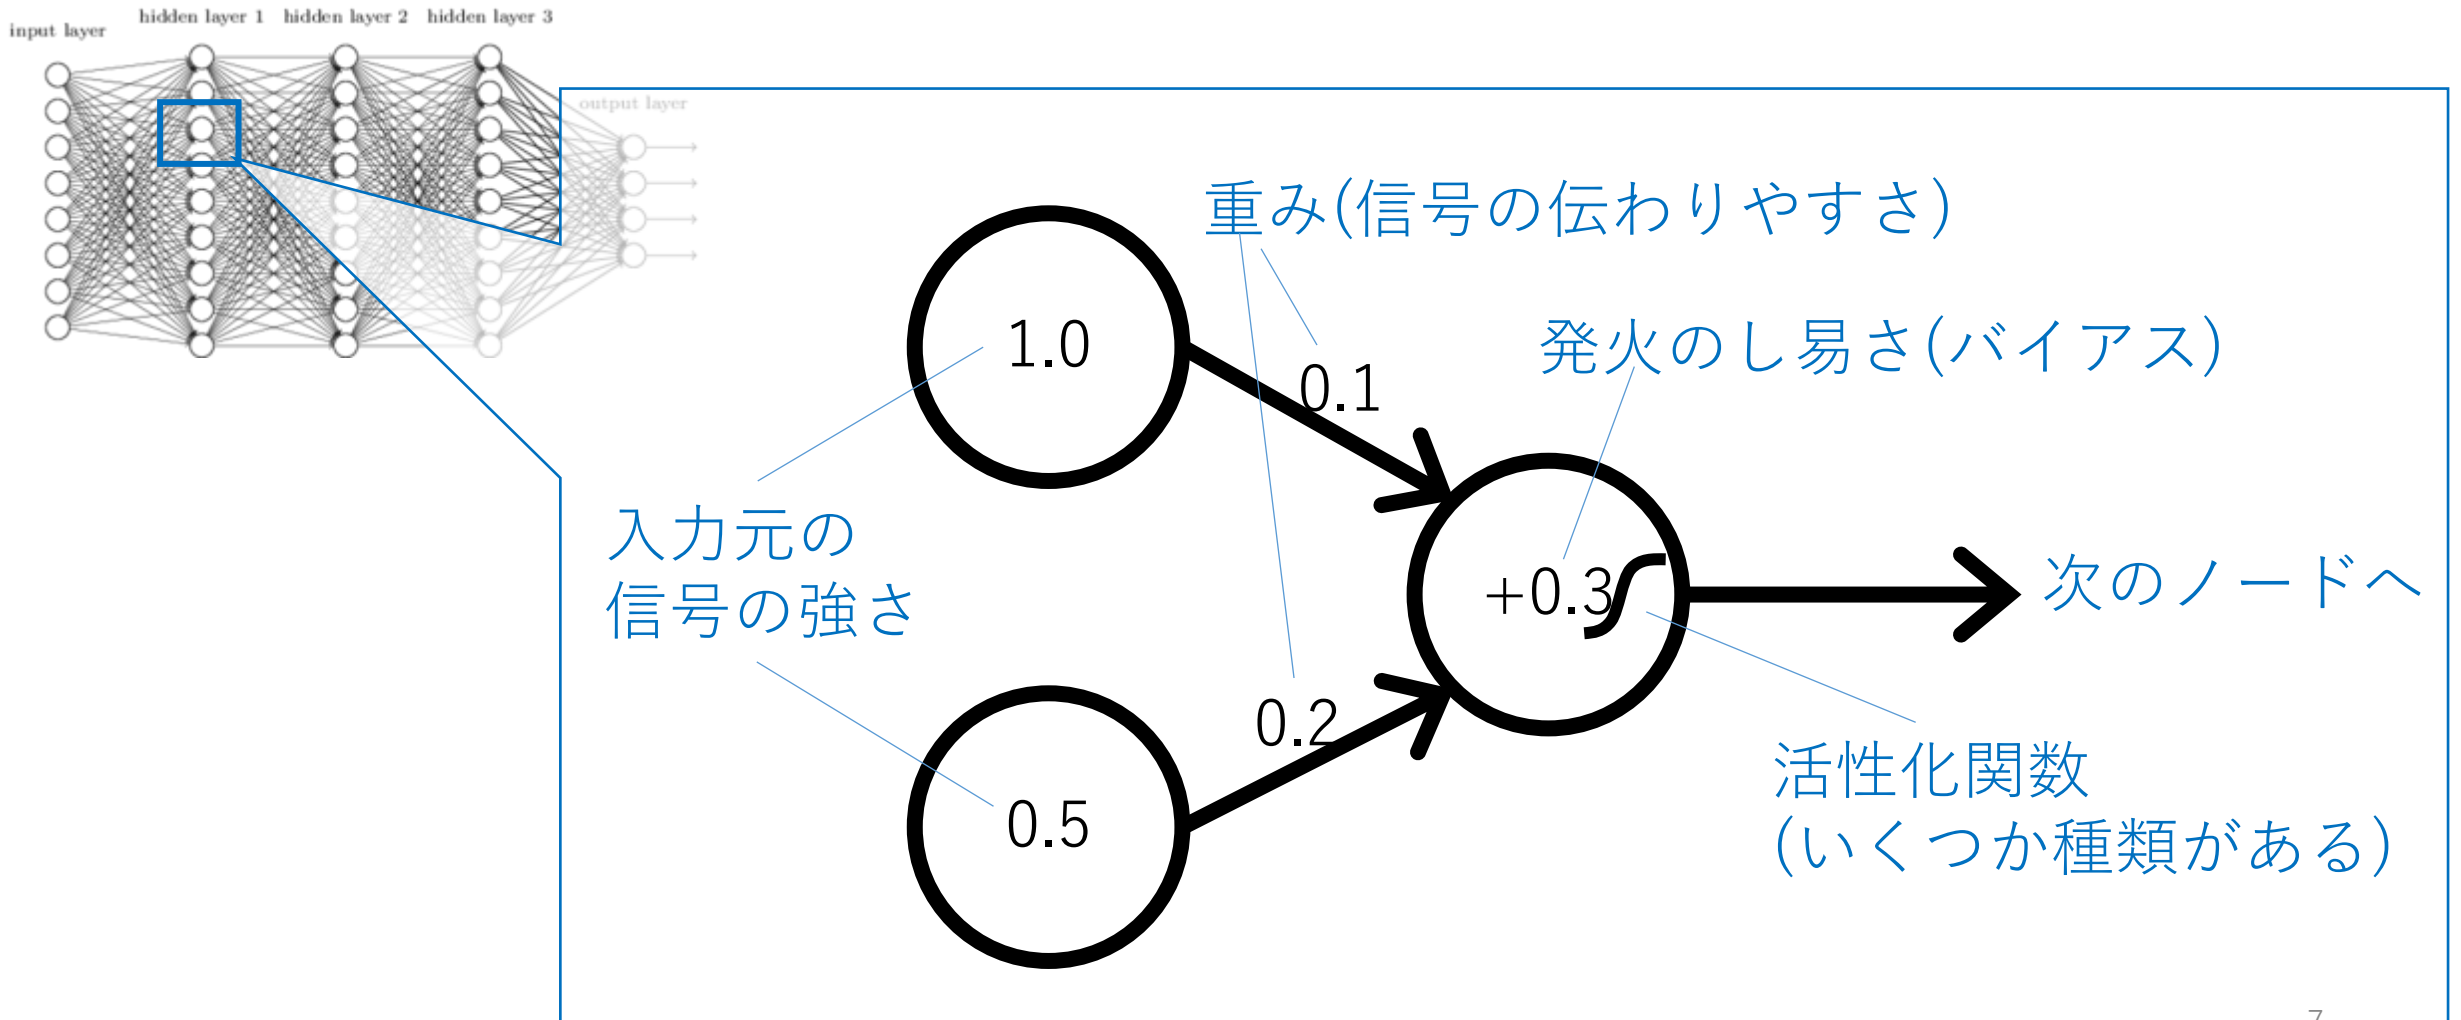 input layer
hidden layer 1
hidden layer 2
hidden layer 3
output layer
重み(信号の伝わりやすさ)
1.0
0.1
発火のし易さ(バイアス)
入力元の
信号の強さ
+0.3
次のノードへ
0.2
0.5
活性化関数
(いくつか種類がある)
7